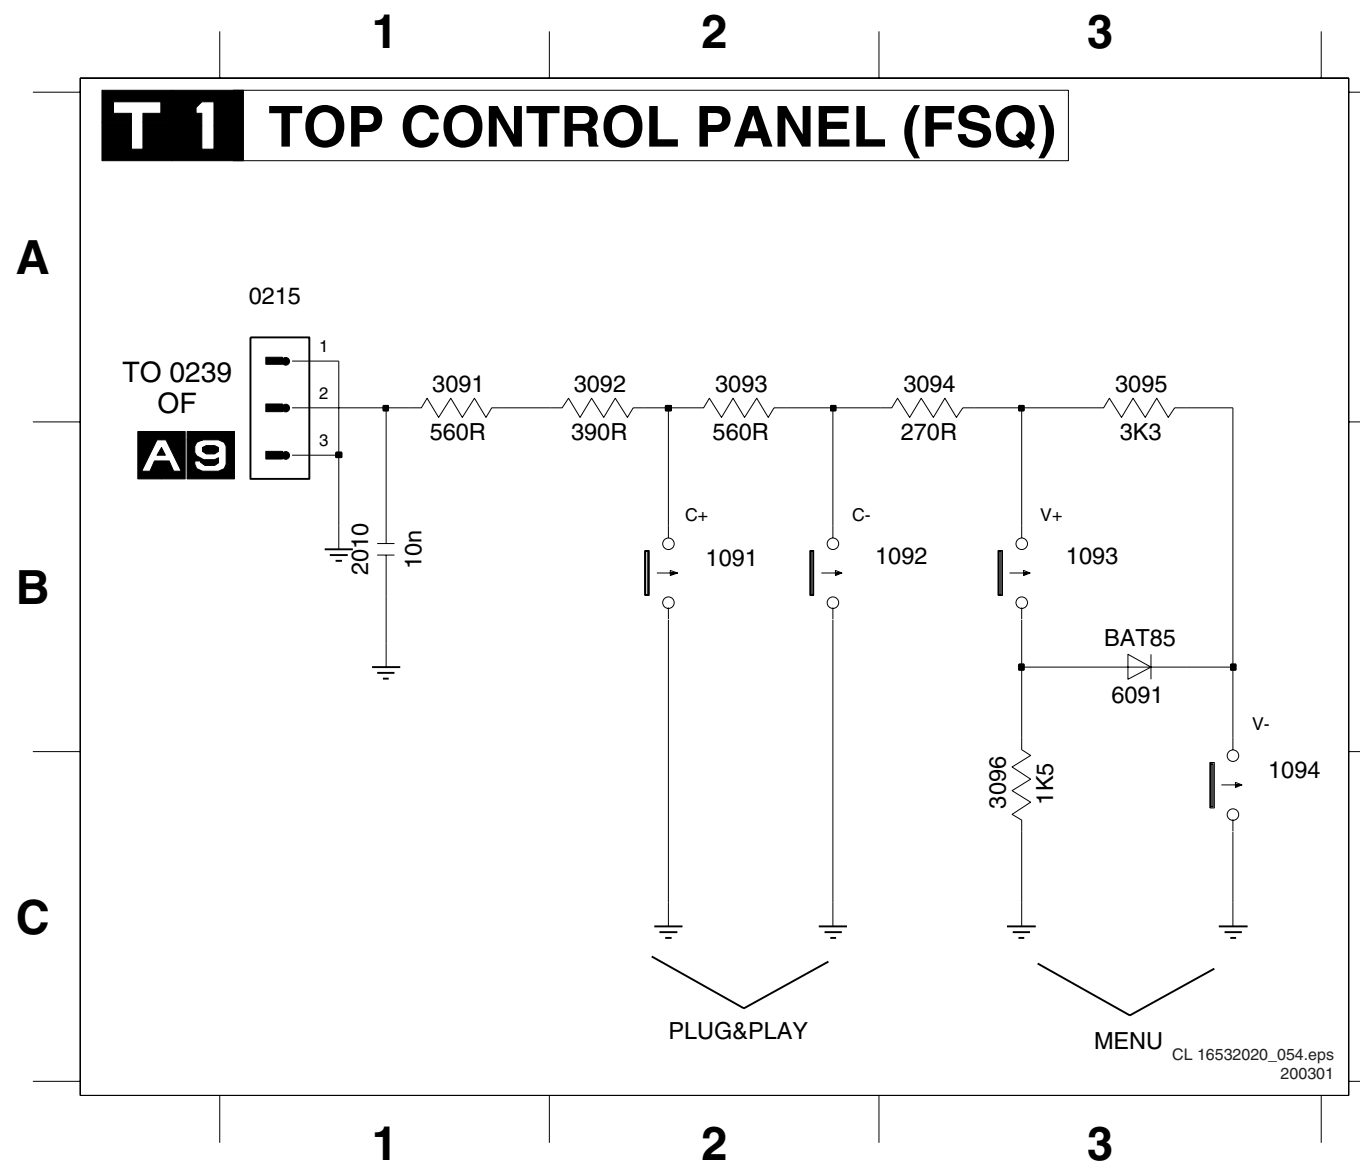 1 2 3
T 1 TOP CONTROL PANEL (FSQ)
A
0215
1
TO 0239
OF
A 9
2
3
3091 3092 3093 3094 3095
560R 390R 560R 270R 3K3
2010
10n
C+ C- V+
1091 1092 1093
B
BAT85
6091
V-
1094
3096
1K5
C
PLUG&PLAY
MENU
CL 16532020_054.eps
200301
1 2 3